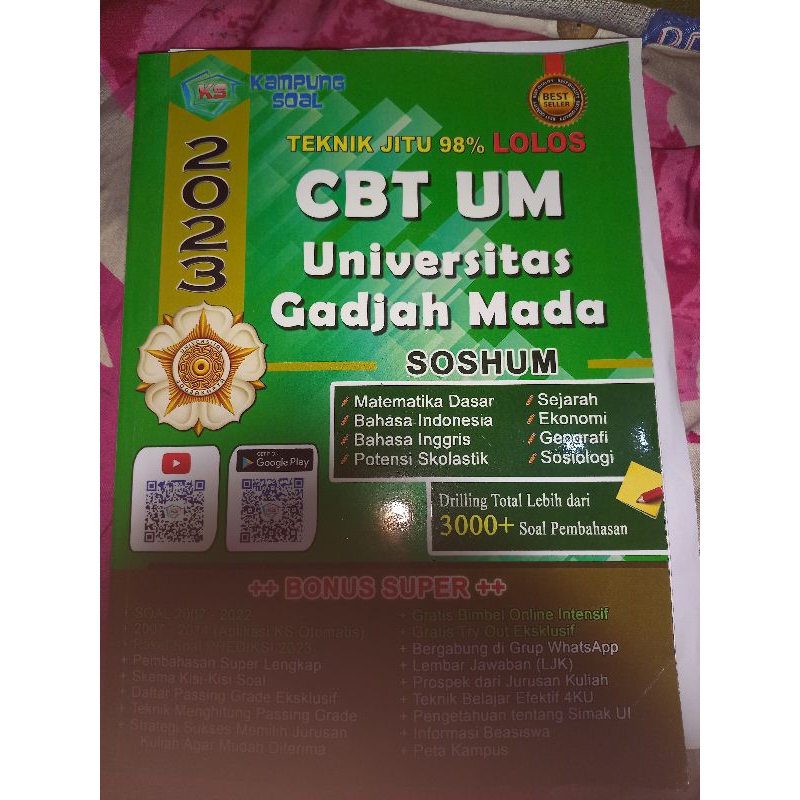 KS KAMPUNG
SOAL
BEST
SELLER
2023
TEKNIK JITU 98% LOLOS
CBT UM
Universitas
Gadjah Mada
SOSHUM
Matematika Dasar
Bahasa Indonesia
Bahasa Inggris
Potensi Skolastik
Sejarah
Ekonomi
Geografi
Sosiologi
Google Play
Drilling Total Lebih dari
3000+ Soal Pembahasan
++ BONUS SUPER ++
+ Pembahasan Super Lengkap
+ Skema Kisi-Kisi Soal
+ Daftar Passing Grade Eksklusif
+ Teknik Menghitung Passing Grade
+ Strategi Sukses Memilih Jurusan
Kuliah Agar Mudah Diterima
+ Gratis Bimbel Online Intensif
+ Gratis Try Out Eksklusif
+ Bergabung di Grup WhatsApp
+ Lembar Jawaban (LJK)
+ Prospek dari Jurusan Kuliah
+ Teknik Belajar Efektif 4KU
+ Pengetahuan tentang Simak UI
+ Informasi Beasiswa
+ Peta Kampus